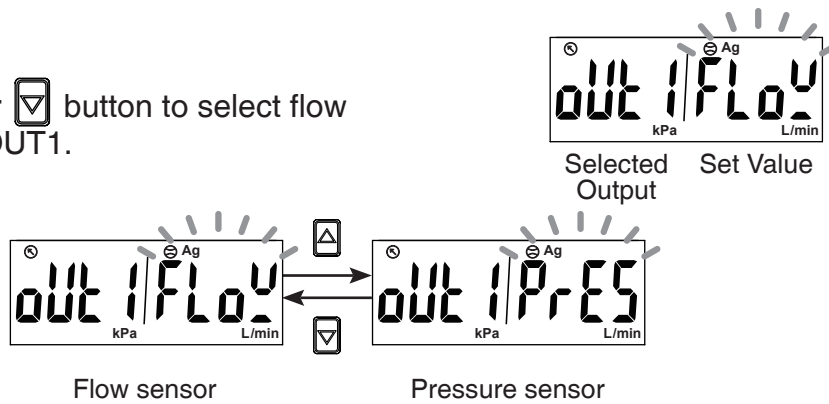 Ag
out 1 FLow
kPa L/min
Selected Output Set Value
button to select flow
OUT1.
Ag Ag
out 1 FLow out 1 PrES
kPa L/min kPa L/min
Flow sensor Pressure sensor